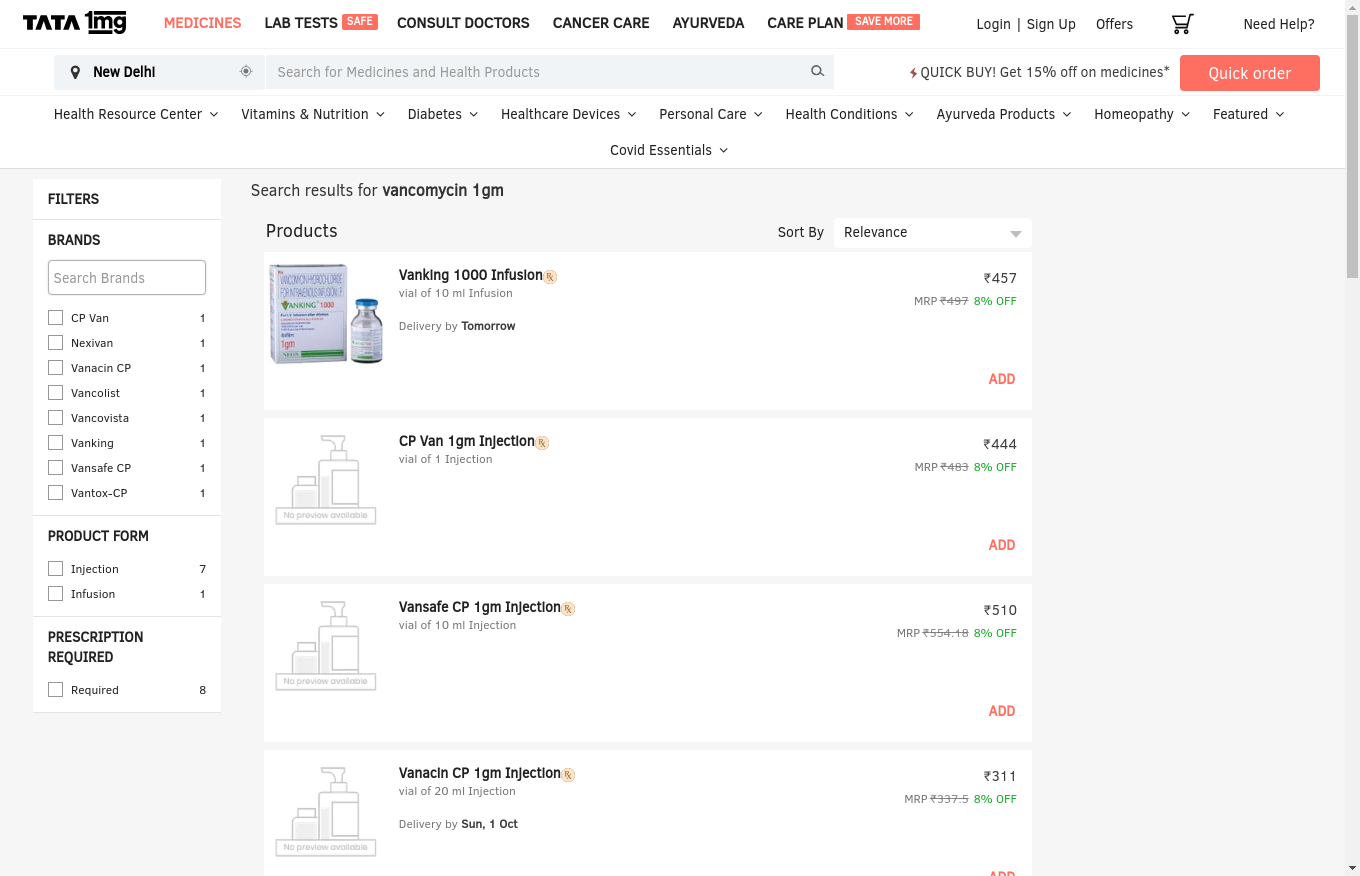 TATA 1mg
MEDICINES
LAB TESTS SAFE
CONSULT DOCTORS
CANCER CARE
AYURVEDA
CARE PLAN SAVE MORE
Login | Sign Up
Offers
Need Help?
New Delhi
Search for Medicines and Health Products
QUICK BUY! Get 15% off on medicines*
Quick order
Health Resource Center
Vitamins & Nutrition
Diabetes
Healthcare Devices
Personal Care
Health Conditions
Ayurveda Products
Homeopathy
Featured
Covid Essentials
FILTERS
BRANDS
Search Brands
CP Van 1
Nexivan 1
Vanacin CP 1
Vancolist 1
Vancovista 1
Vanking 1
Vansafe CP 1
Vantox-CP 1
PRODUCT FORM
Injection 7
Infusion 1
PRESCRIPTION
REQUIRED
Required 8
Search results for vancomycin 1gm
Products
Sort By Relevance
VANCOMYCIN HYDROCHLORIDE
FOR INTRAVENOUS INFUSION I.P.
VANKING 1000
1gm
NEON
Vanking 1000 Infusion
vial of 10 ml Infusion
Delivery by Tomorrow
₹457
MRP ₹497 8% OFF
ADD
No preview available
CP Van 1gm Injection
vial of 1 Injection
₹444
MRP ₹483 8% OFF
ADD
No preview available
Vansafe CP 1gm Injection
vial of 10 ml Injection
₹510
MRP ₹554.18 8% OFF
ADD
No preview available
Vanacin CP 1gm Injection
vial of 20 ml Injection
Delivery by Sun, 1 Oct
₹311
MRP ₹337.5 8% OFF
ADD